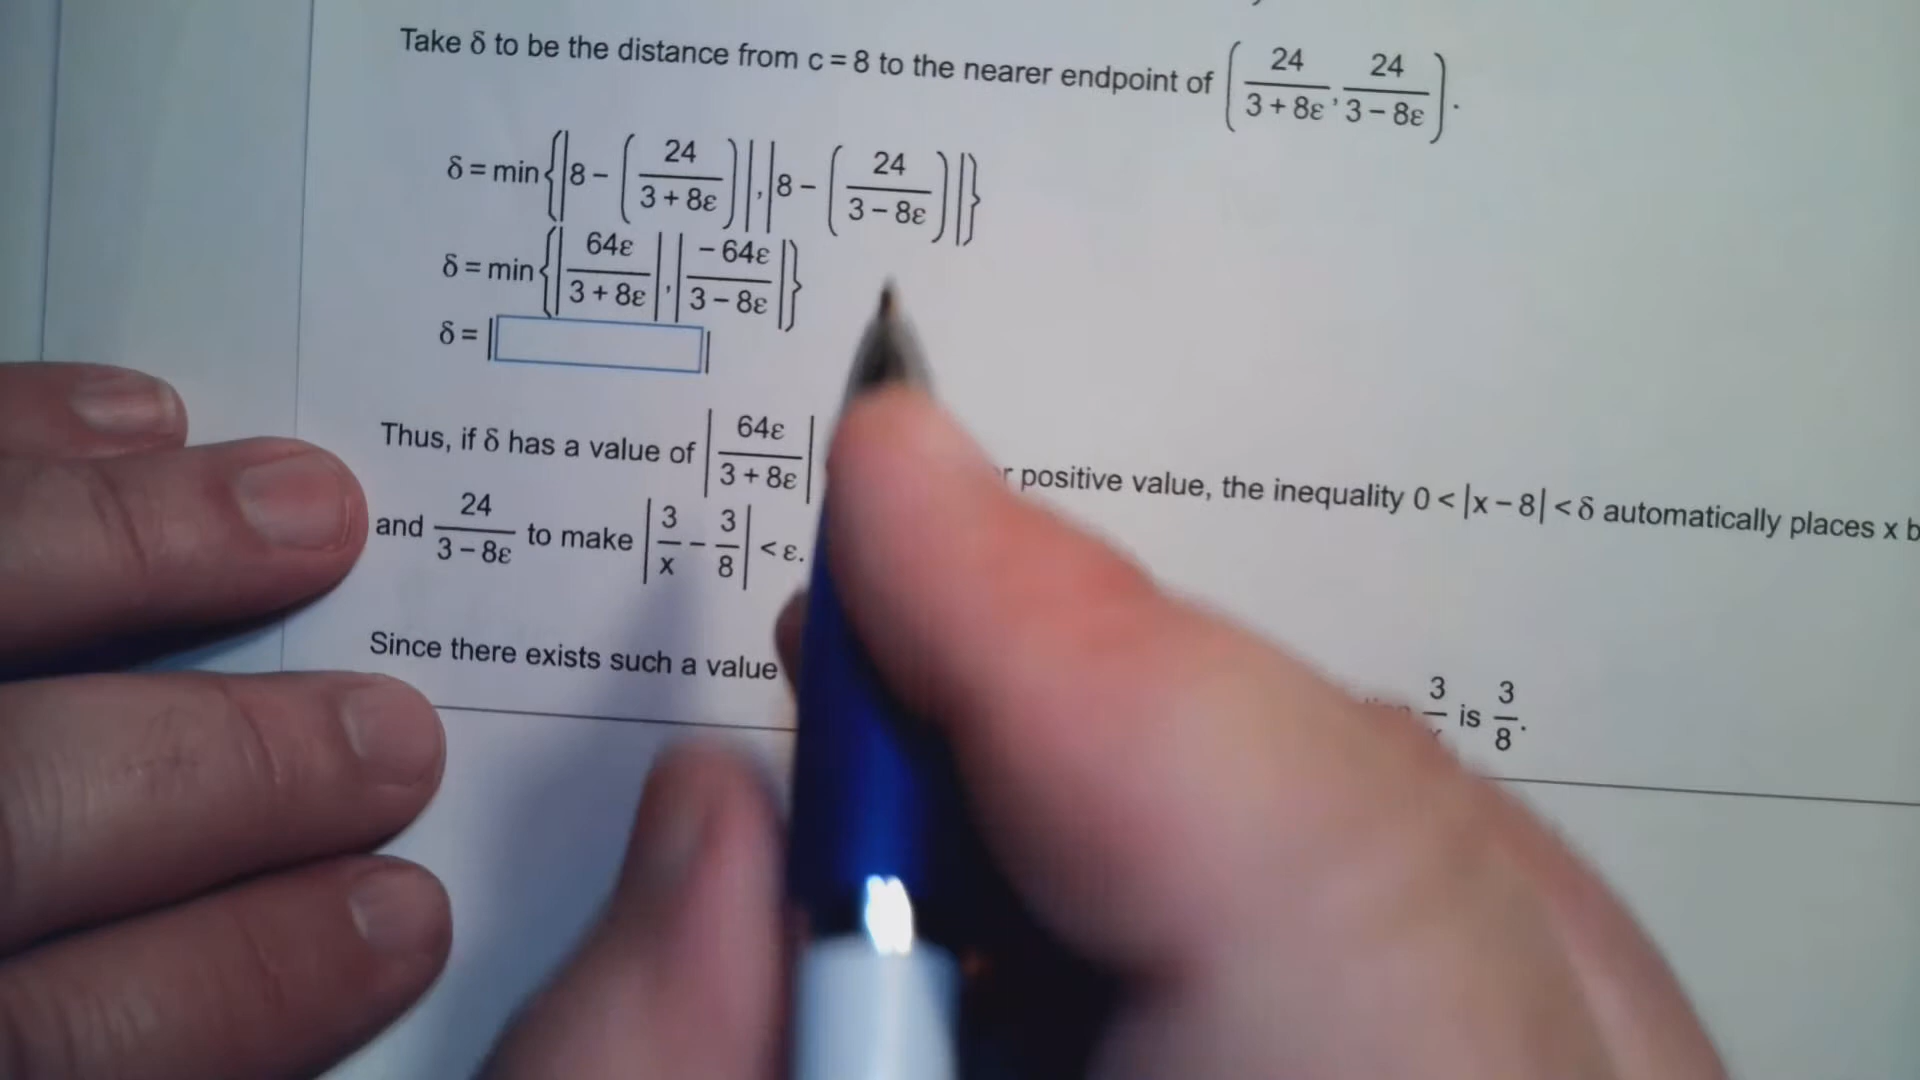 Take δ to be the distance from c = 8 to the nearer endpoint of (24/(3 + 8ε), 24/(3 − 8ε)).
δ = min{|8 − (24/(3 + 8ε))|, |8 − (24/(3 − 8ε))|}
δ = min{|64ε/(3 + 8ε)|, |−64ε/(3 − 8ε)|}
δ = | |
Thus, if δ has a value of |64ε/(3 + 8ε)| positive value, the inequality 0 < |x − 8| < δ automatically places x
and 24/(3 − 8ε) to make |3/x − 3/8| < ε.
Since there exists such a value 3/ is 3/8.